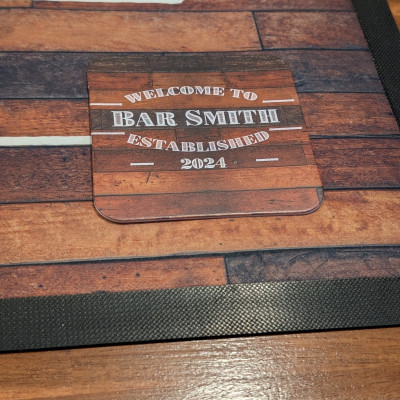 WELCOME TO
BAR SMITH
ESTABLISHED
2024